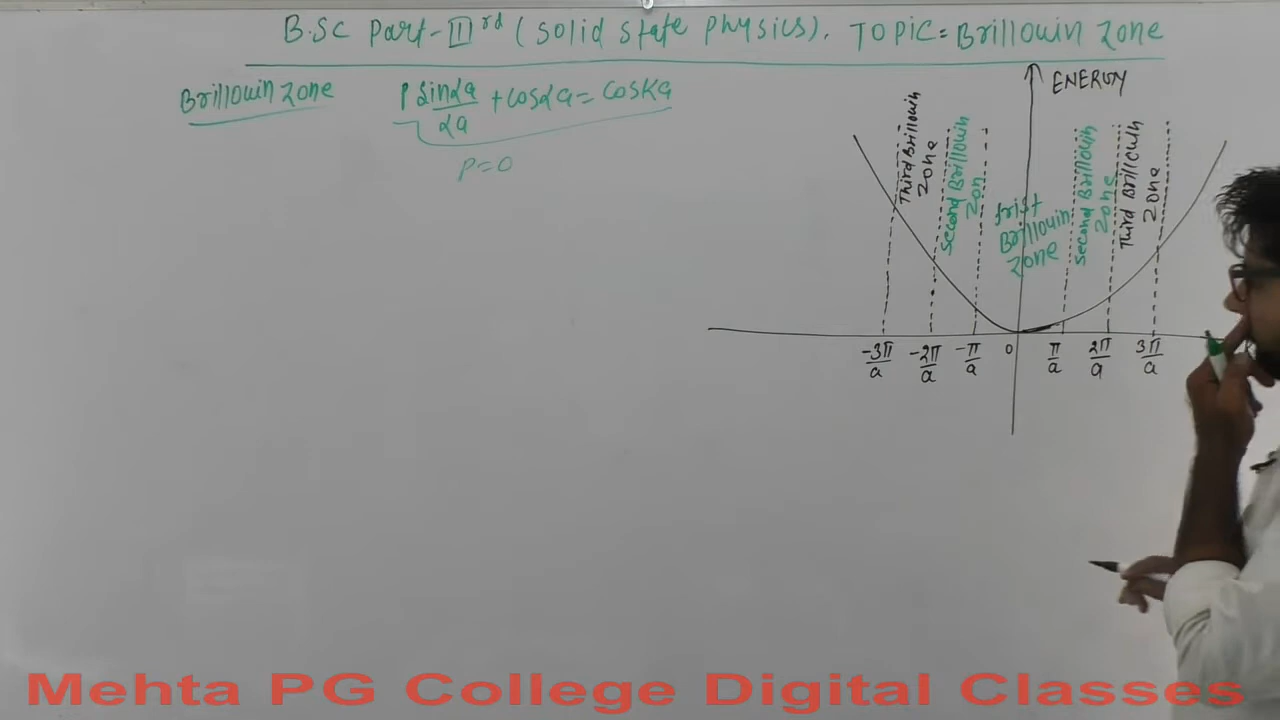 B.SC Part-III rd (Solid State Physics). TOPIC = Brillouin Zone
Brillouin Zone
P Sinαa / αa + cosαa = cosKa
P=0
ENERGY
Third Brillouin
Zone
Second Brillouin
Zon
frist
Brillouin
Zone
Second Brillouin
Zone
Third Brillouin
Zone
-3π/a -2π/a -π/a 0 π/a 2π/a 3π/a
Mehta PG College Digital Classes